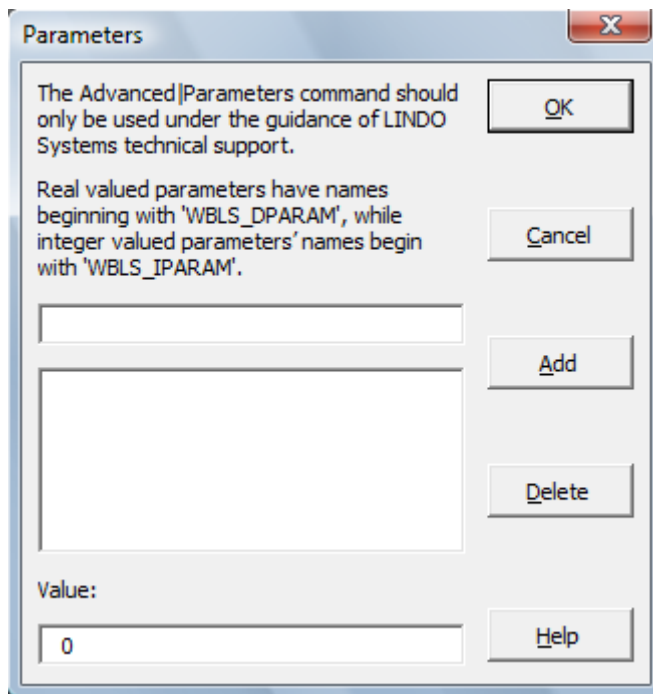 Parameters
The Advanced|Parameters command should
only be used under the guidance of LINDO
Systems technical support.
Real valued parameters have names
beginning with 'WBLS_DPARAM', while
integer valued parameters’ names begin
with 'WBLS_IPARAM'.
OK
Cancel
Add
Delete
Value:
0
Help